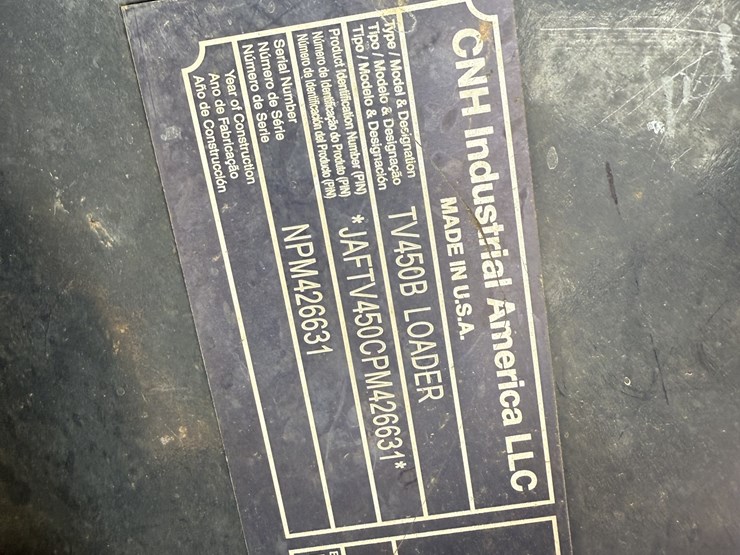 CNH Industrial America LLC
MADE IN U.S.A.
Type / Model & Designation
Tipo / Modelo & Designação
Tipo / Modelo & Designación
TV450B LOADER
Product Identification Number (PIN)
Número de Identificação do Produto (PIN)
Número de Identificación del Producto (PIN)
*JAFTV450CPM426631*
Serial Number
Número de Série
Número de Serie
NPM426631
Year of Construction
Ano de Fabricação
Año de Construcción